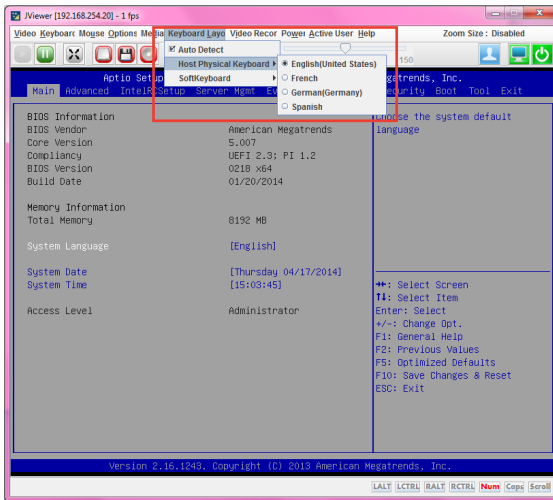 JViewer [192.168.254.20] - 1 fps
Video Keyboarc Mouse Options Media Keyboard Layo Video Recor Power Active User Help Zoom Size : Disabled
Auto Detect
150
Host Physical Keyboard English(United States)
SoftKeyboard French
German(Germany)
Spanish
Aptio Setup
egatrends, Inc.
Main Advanced IntelRCSetup Server Mgmt Ev
ecurity Boot Tool Exit
BIOS Information
BIOS Vendor American Megatrends
Core Version 5.007
Compliancy UEFI 2.3; PI 1.2
BIOS Version 0218 x64
Build Date 01/20/2014
Memory Information
Total Memory 8192 MB
System Language [English]
System Date [Thursday 04/17/2014]
System Time [15:03:45]
Access Level Administrator
Choose the system default
language
→←: Select Screen
↑↓: Select Item
Enter: Select
+/-: Change Opt.
F1: General Help
F2: Previous Values
F5: Optimized Defaults
F10: Save Changes & Reset
ESC: Exit
Version 2.16.1243. Copyright (C) 2013 American Megatrends, Inc.
LALT LCTRL RALT RCTRL Num Caps Scroll